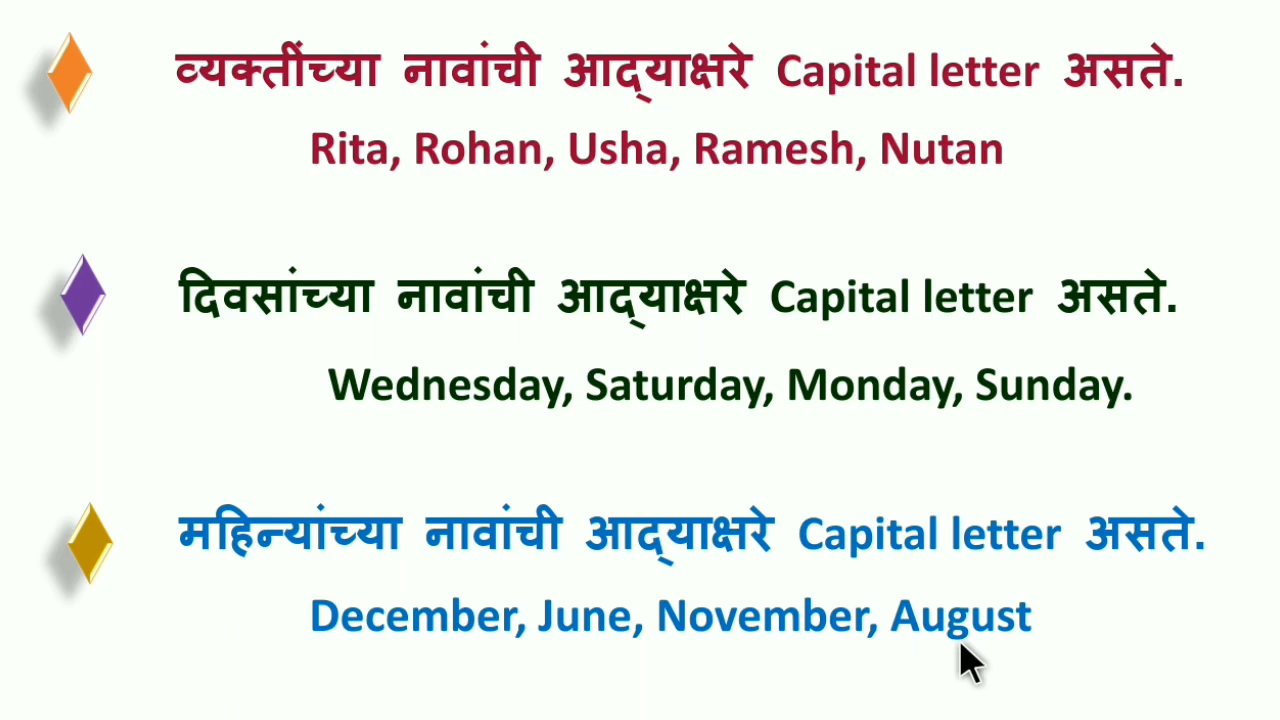 व्यक्तींच्या नावांची आद्‌याक्षरे Capital letter असते.
Rita, Rohan, Usha, Ramesh, Nutan
दिवसांच्या नावांची आद्‌याक्षरे Capital letter असते.
Wednesday, Saturday, Monday, Sunday.
महिन्यांच्या नावांची आद्‌याक्षरे Capital letter असते.
December, June, November, August